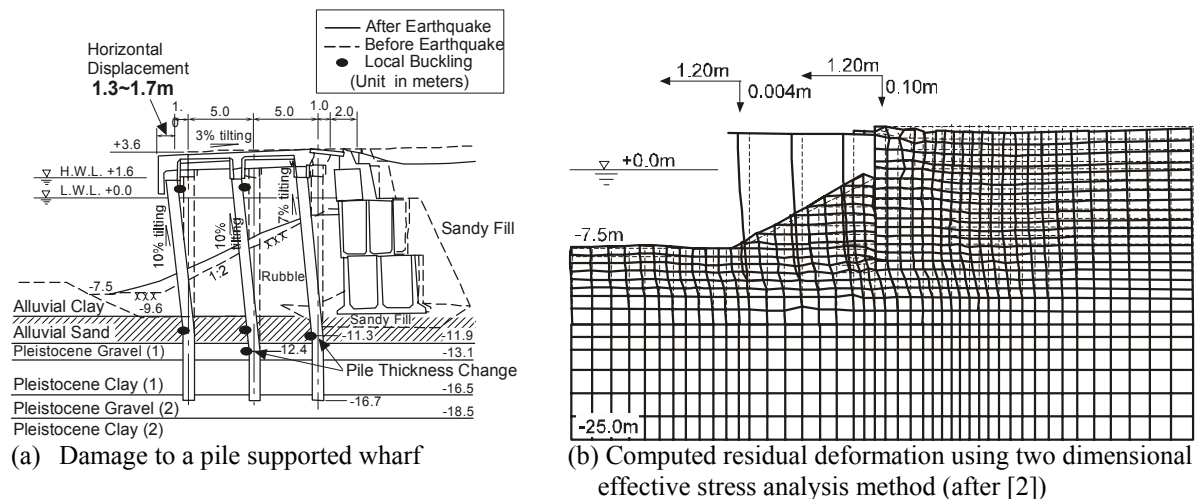 After Earthquake
Before Earthquake
Local Buckling
(Unit in meters)
Horizontal
Displacement
1.3~1.7m
1.
0
5.0
5.0
1.0
2.0
3% tilting
+3.6
H.W.L. +1.6
L.W.L. +0.0
10% tilting
10%
tilting
7% tilting
Sandy Fill
1:2
Rubble
-7.5
-9.6
Alluvial Clay
Sandy Fill
Alluvial Sand
-11.3
-11.9
Pleistocene Gravel (1)
12.4
-13.1
Pile Thickness
Change
Pleistocene Clay (1)
-16.5
-16.7
Pleistocene Gravel (2)
-18.5
Pleistocene Clay (2)
(a) Damage to a pile supported wharf
1.20m
0.004m
1.20m
0.10m
+0.0m
-7.5m
-25.0m
(b) Computed residual deformation using two dimensional
effective stress analysis method (after [2])